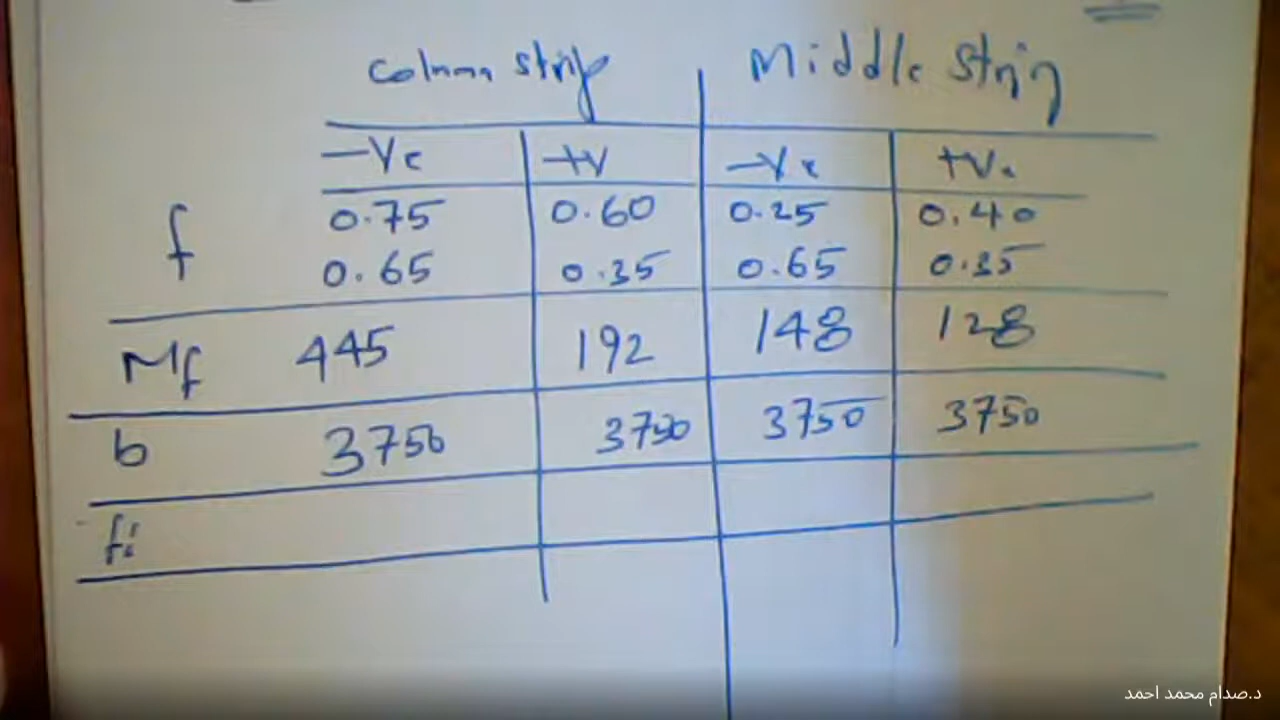 Column strip Middle strip
-Ve +V -Ve +Ve
f 0.75 0.60 0.25 0.40
0.65 0.35 0.65 0.35
Mf 445 192 148 128
b 3750 3750 3750 3750
fi
د.صدام محمد احمد